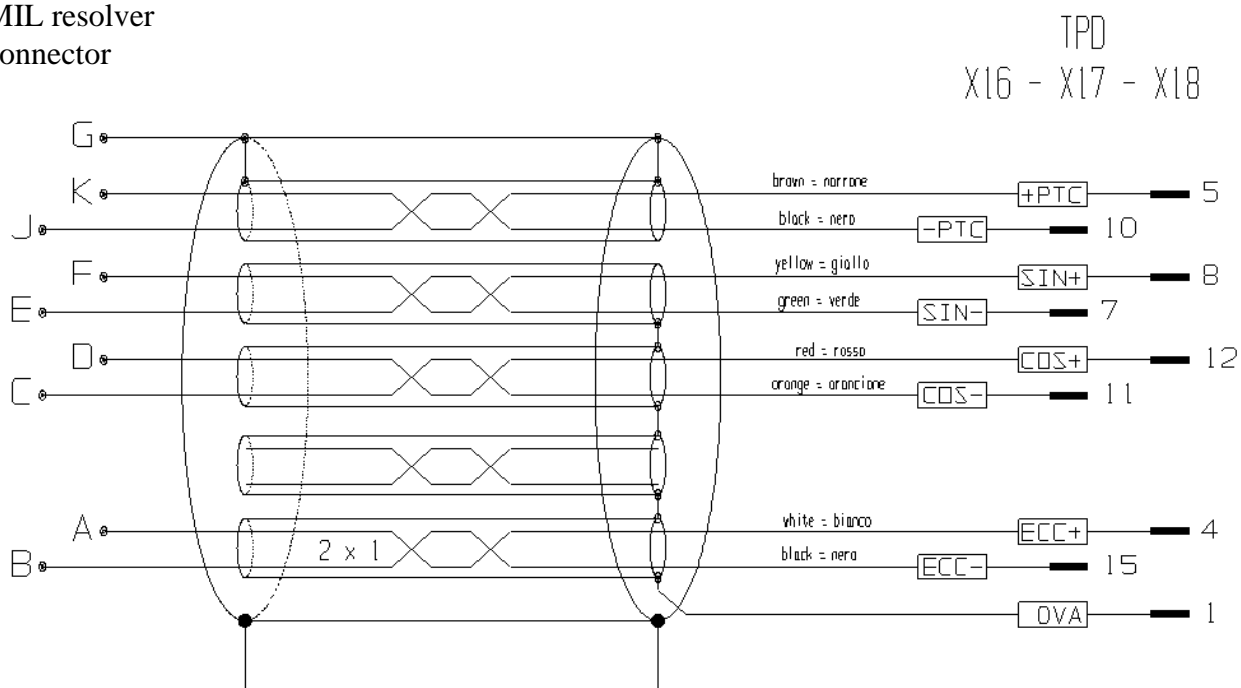 MIL resolver
connector
TPD
X16 - X17 - X18
G
K brown = marrone +PTC 5
J black = nero -PTC 10
F yellow = giallo SIN+ 8
E green = verde SIN- 7
D red = rosso COS+ 12
C orange = arancione COS- 11
A white = bianco ECC+ 4
2 x 1
B black = nero ECC- 15
0VA 1